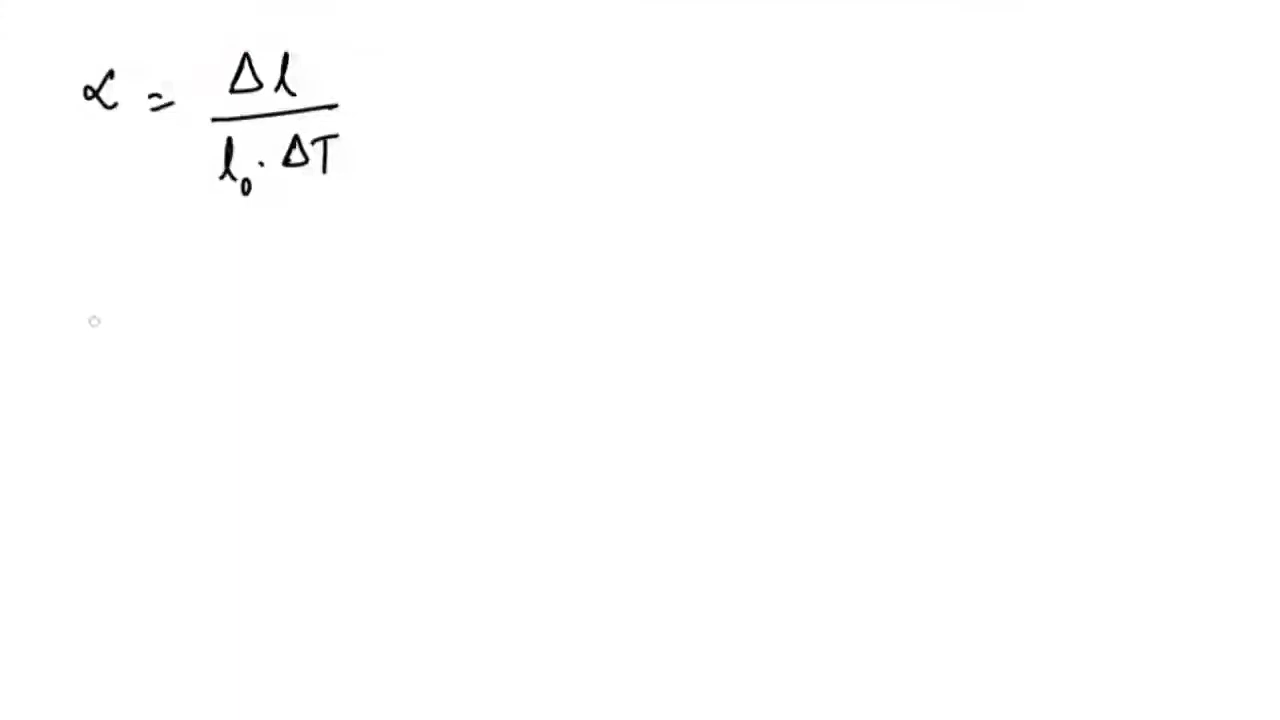 α = Δl / l₀ · ΔT